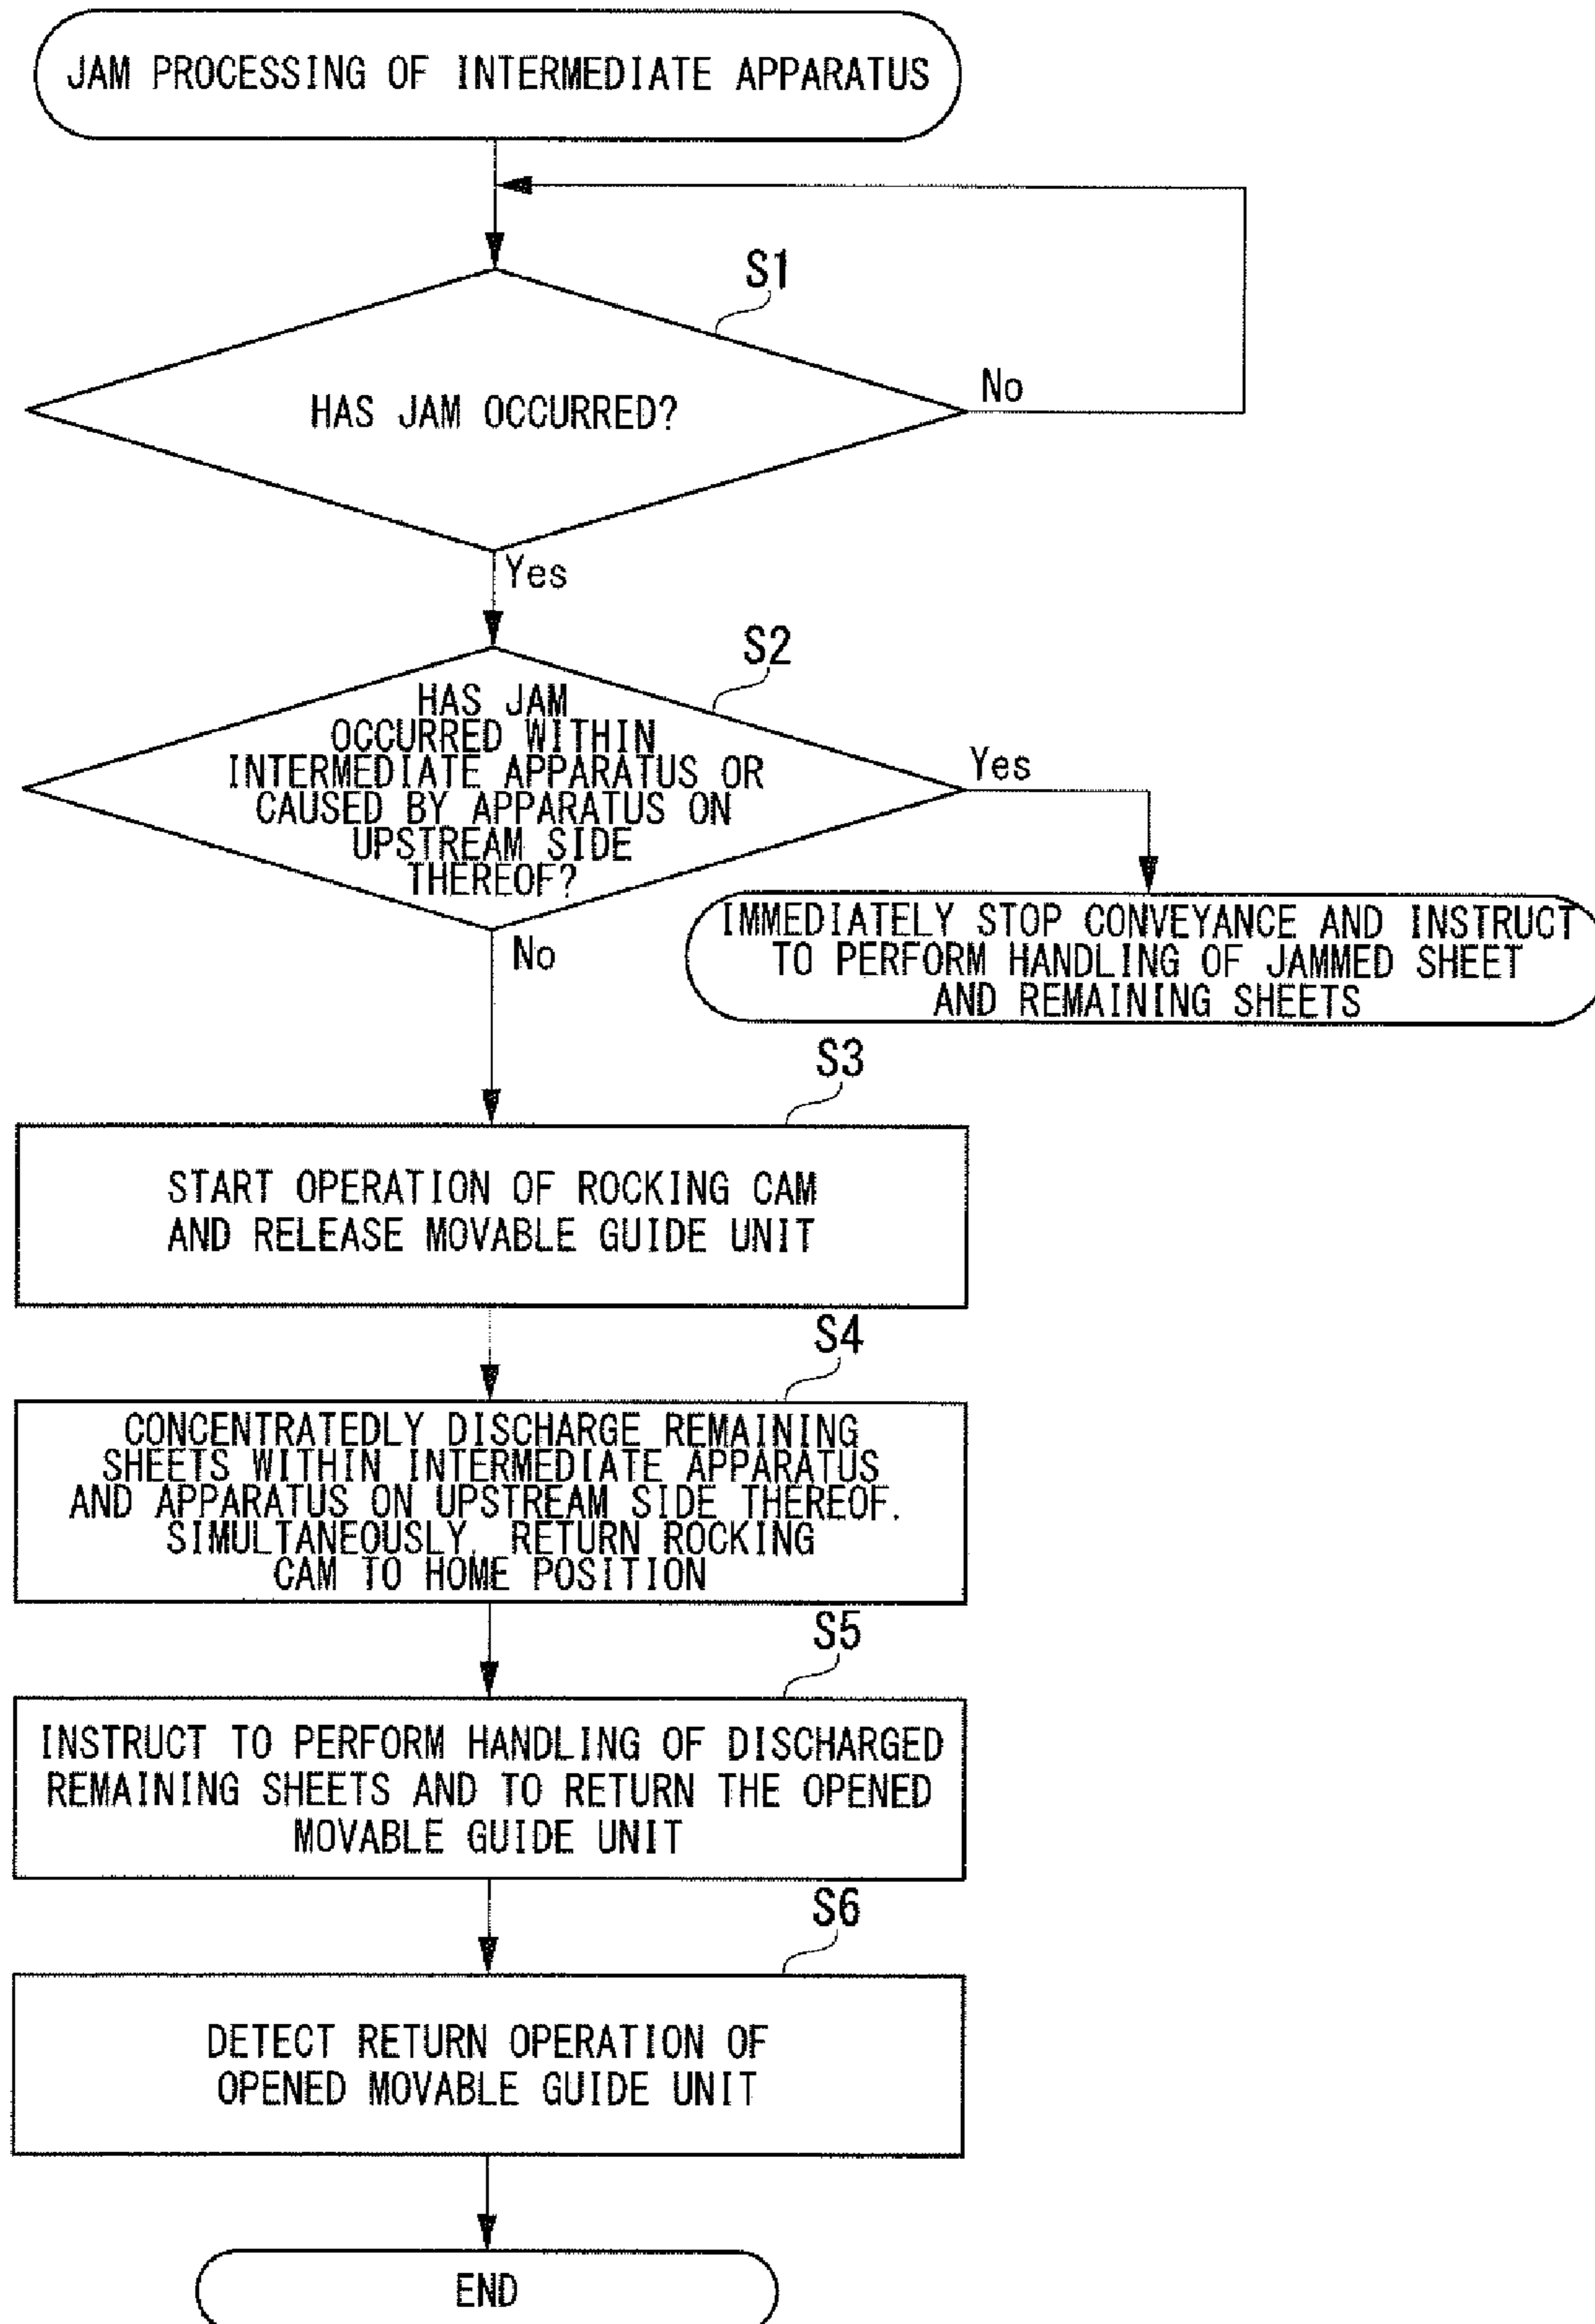 JAM PROCESSING OF INTERMEDIATE APPARATUS
S1
HAS JAM OCCURRED?
No
Yes
S2
HAS JAM
OCCURRED WITHIN
INTERMEDIATE APPARATUS OR
CAUSED BY APPARATUS ON
UPSTREAM SIDE
THEREOF?
Yes
No
IMMEDIATELY STOP CONVEYANCE AND INSTRUCT
TO PERFORM HANDLING OF JAMMED SHEET
AND REMAINING SHEETS
S3
START OPERATION OF ROCKING CAM
AND RELEASE MOVABLE GUIDE UNIT
S4
CONCENTRATEDLY DISCHARGE REMAINING
SHEETS WITHIN INTERMEDIATE APPARATUS
AND APPARATUS ON UPSTREAM SIDE THEREOF.
SIMULTANEOUSLY, RETURN ROCKING
CAM TO HOME POSITION
S5
INSTRUCT TO PERFORM HANDLING OF DISCHARGED
REMAINING SHEETS AND TO RETURN THE OPENED
MOVABLE GUIDE UNIT
S6
DETECT RETURN OPERATION OF
OPENED MOVABLE GUIDE UNIT
END